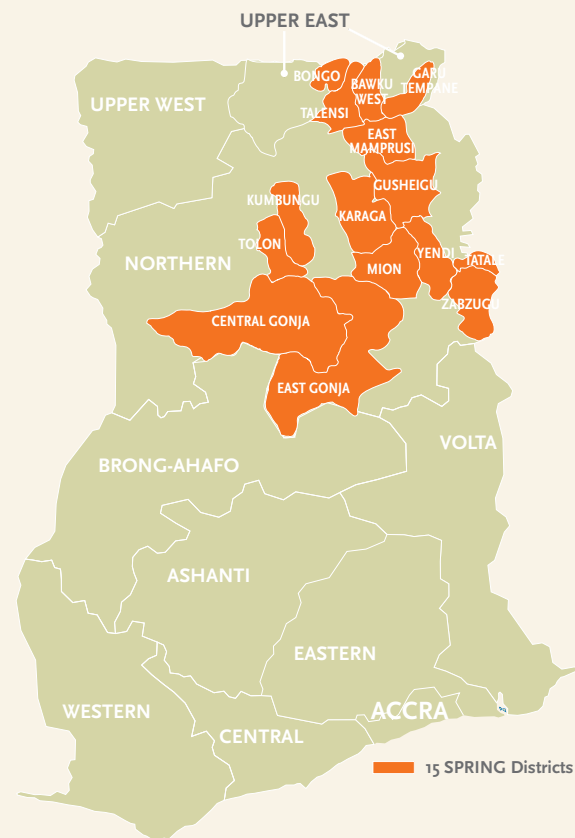 UPPER EAST
BONGO
GARU
TEMPANE
BAWKU
WEST
UPPER WEST
TALENSI
EAST
MAMPRUSI
GUSHEIGU
KUMBUNGU
KARAGA
TOLON
YENDI
TATALE
NORTHERN
MION
ZABZUGU
CENTRAL GONJA
EAST GONJA
VOLTA
BRONG-AHAFO
ASHANTI
EASTERN
WESTERN
ACCRA
CENTRAL
15 SPRING Districts